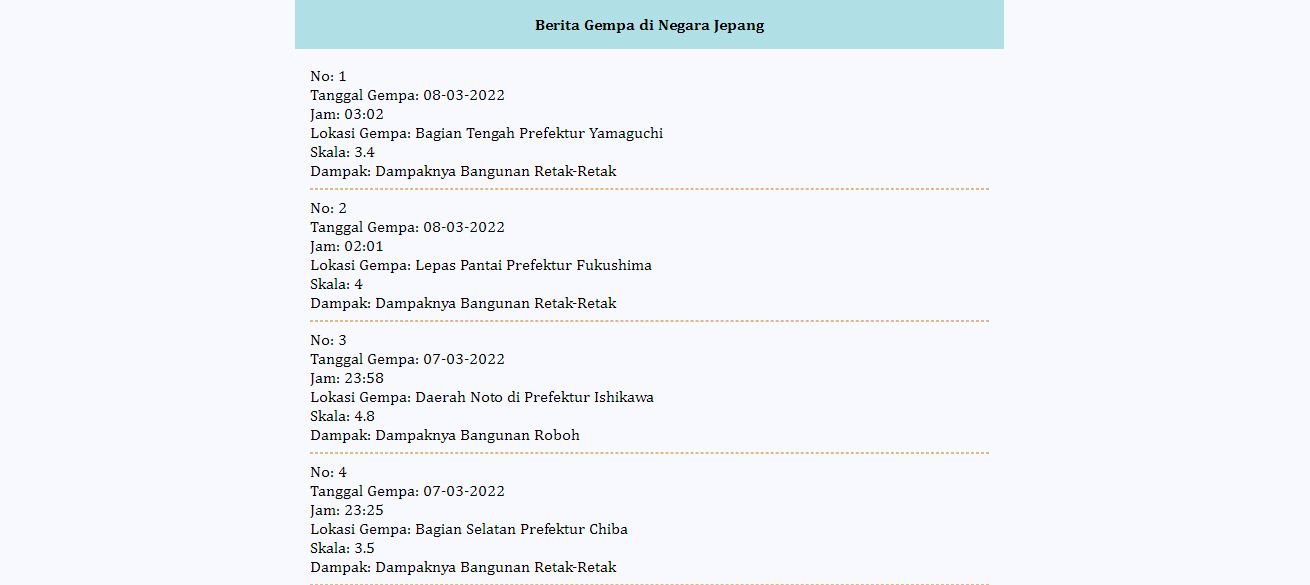 Berita Gempa di Negara Jepang
No: 1
Tanggal Gempa: 08-03-2022
Jam: 03:02
Lokasi Gempa: Bagian Tengah Prefektur Yamaguchi
Skala: 3.4
Dampak: Dampaknya Bangunan Retak-Retak
No: 2
Tanggal Gempa: 08-03-2022
Jam: 02:01
Lokasi Gempa: Lepas Pantai Prefektur Fukushima
Skala: 4
Dampak: Dampaknya Bangunan Retak-Retak
No: 3
Tanggal Gempa: 07-03-2022
Jam: 23:58
Lokasi Gempa: Daerah Noto di Prefektur Ishikawa
Skala: 4.8
Dampak: Dampaknya Bangunan Roboh
No: 4
Tanggal Gempa: 07-03-2022
Jam: 23:25
Lokasi Gempa: Bagian Selatan Prefektur Chiba
Skala: 3.5
Dampak: Dampaknya Bangunan Retak-Retak